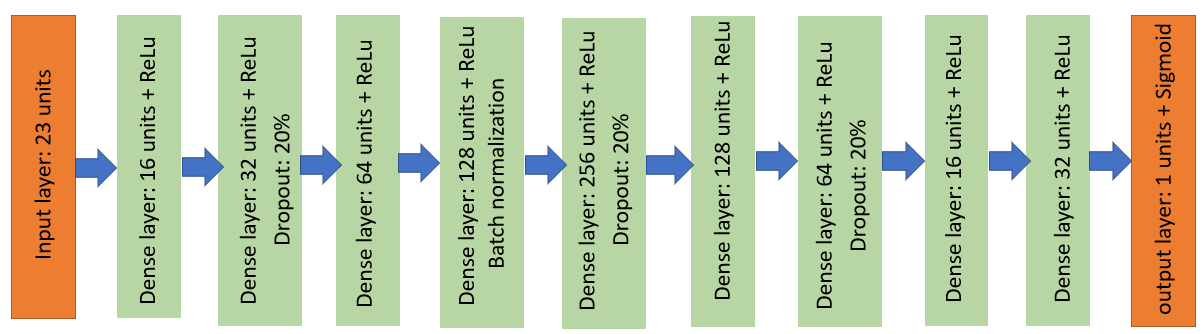 Input layer: 23 units
Dense layer: 16 units + ReLu
Dense layer: 32 units + ReLu
Dropout: 20%
Dense layer: 64 units + ReLu
Dense layer: 128 units + ReLu
Batch normalization
Dense layer: 256 units + ReLu
Dropout: 20%
Dense layer: 128 units + ReLu
Dense layer: 64 units + ReLu
Dropout: 20%
Dense layer: 16 units + ReLu
Dense layer: 32 units + ReLu
output layer: 1 units + Sigmoid